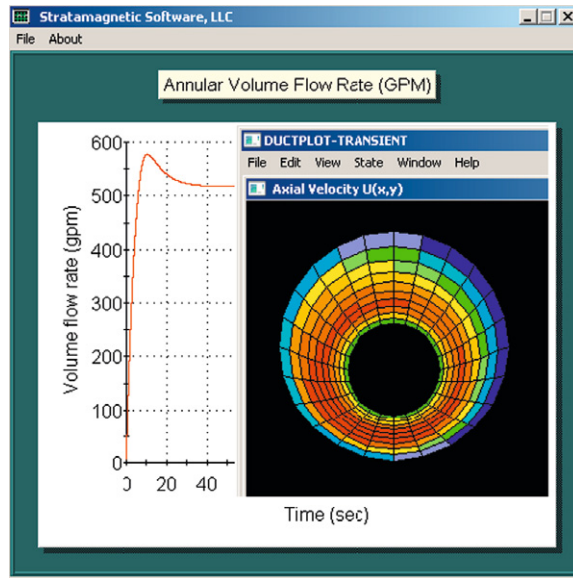 Stratamagnetic Software, LLC
File About
Annular Volume Flow Rate (GPM)
Volume flow rate (gpm)
600
500
400
300
200
100
0
0 20 40
Time (sec)
DUCTPLOT-TRANSIENT
File Edit View State Window Help
Axial Velocity U(x,y)